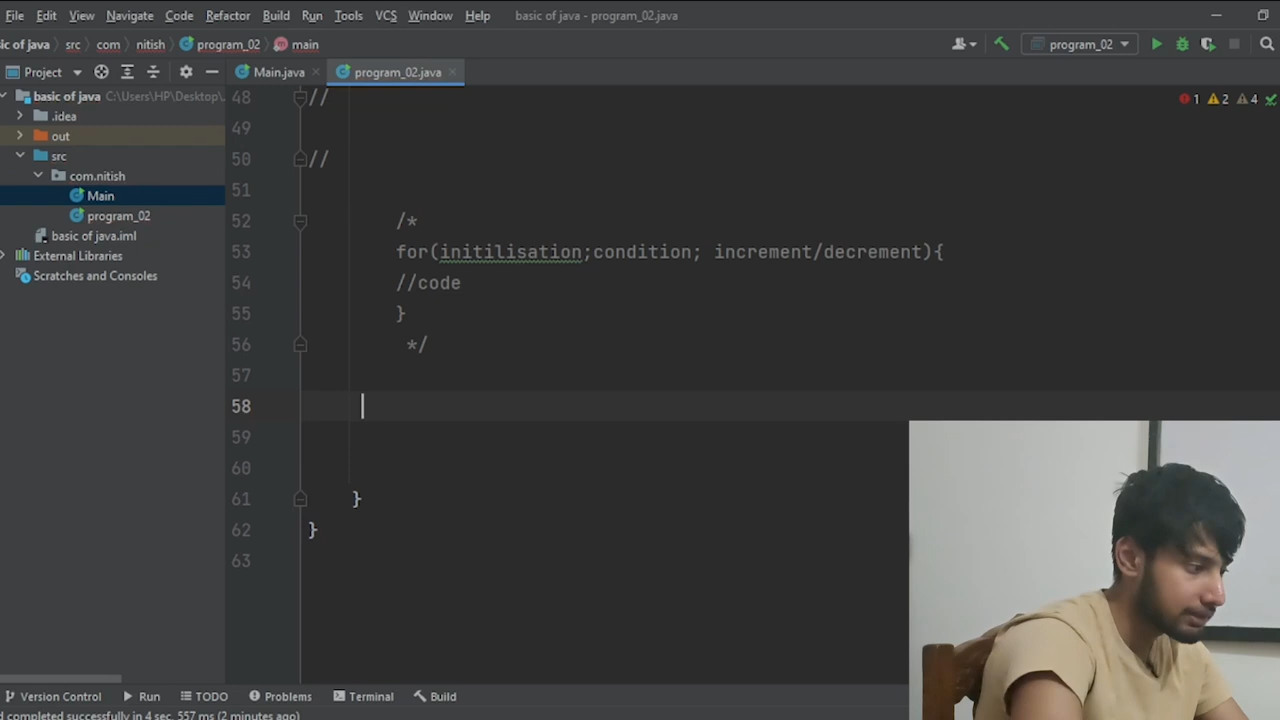 File Edit View Navigate Code Refactor Build Run Tools VCS Window Help basic of java - program_02.java
ic of java src com nitish program_02 main program_02
Project Main.java program_02.java
basic of java C:\Users\HP\Desktop\
.idea
out
src
com.nitish
Main
program_02
basic of java.iml
External Libraries
Scratches and Consoles
1 2 4
48 //
49
50 //
51
52 /*
53 for(initilisation;condition; increment/decrement){
54 //code
55 }
56 */
57
58
59
60
61 }
62 }
63
Version Control Run TODO Problems Terminal Build
d completed successfully in 4 sec, 557 ms (2 minutes ago)